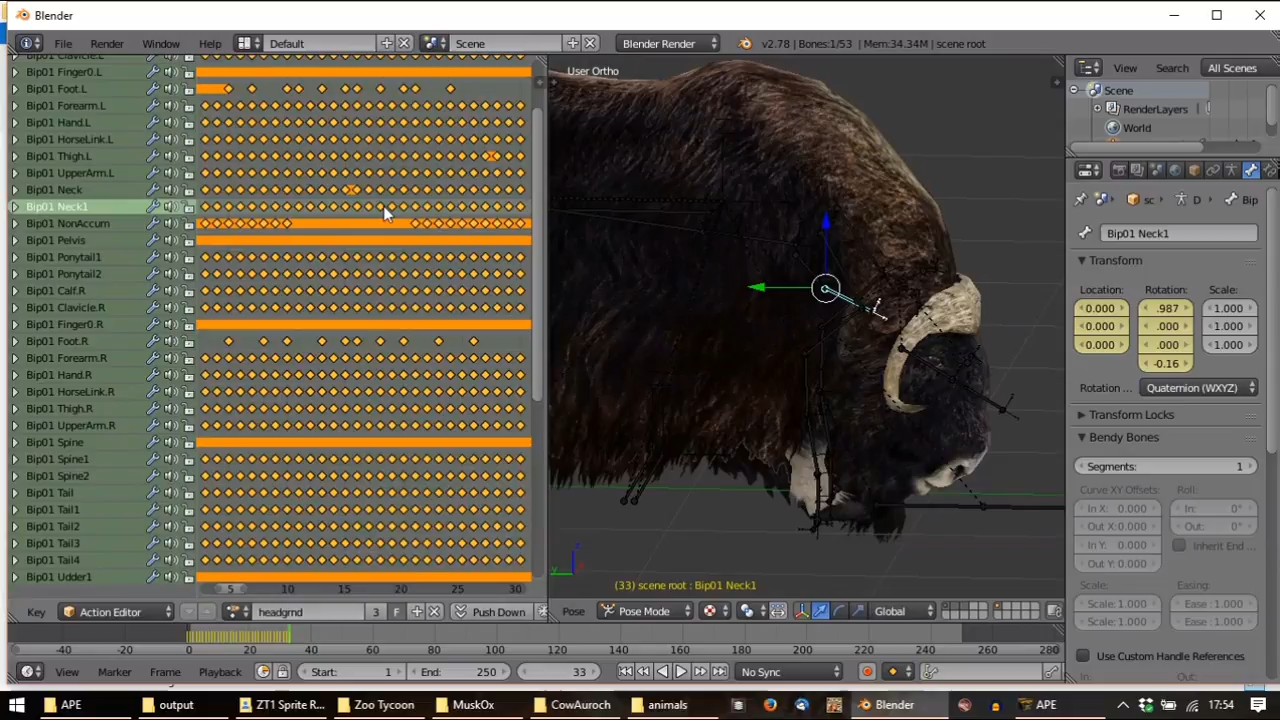 Blender
File Render Window Help Default Scene Blender Render v2.78 | Bones:1/53 | Mem:34.34M | scene root
Bip01 Clavicle.L
Bip01 Finger0.L
Bip01 Foot.L
Bip01 Forearm.L
Bip01 Hand.L
Bip01 HorseLink.L
Bip01 Thigh.L
Bip01 UpperArm.L
Bip01 Neck
Bip01 Neck1
Bip01 NonAccum
Bip01 Pelvis
Bip01 Ponytail1
Bip01 Ponytail2
Bip01 Calf.R
Bip01 Clavicle.R
Bip01 Finger0.R
Bip01 Foot.R
Bip01 Forearm.R
Bip01 Hand.R
Bip01 HorseLink.R
Bip01 Thigh.R
Bip01 UpperArm.R
Bip01 Spine
Bip01 Spine1
Bip01 Spine2
Bip01 Tail
Bip01 Tail1
Bip01 Tail2
Bip01 Tail3
Bip01 Tail4
Bip01 Udder1
5 10 15 20 25 30
Key Action Editor headgrnd 3 F Push Down
User Ortho
z
y
(33) scene root : Bip01 Neck1
Pose Pose Mode Global
View Search All Scenes
Scene
RenderLayers
World
sc D Bip
Bip01 Neck1
Transform
Location: Rotation: Scale:
0.000 .987 1.000
0.000 .000 1.000
0.000 .000 1.000
-0.16
Rotation ... Quaternion (WXYZ)
Transform Locks
Bendy Bones
Segments: 1
Curve XY Offsets: Roll:
In X: 0.000 In: 0°
Out X: 0.000 Out: 0°
In Y: 0.000 Inherit End ...
Out Y: 0.000
Scale: Easing:
Scale: 1.000 Ease : 1.000
Scale: 1.000 Ease : 1.000
Use Custom Handle References
In: Out:
-40 -20 0 20 40 60 80 100 120 140 160 180 200 220 240 260 280
View Marker Frame Playback Start: 1 End: 250 33 No Sync
APE output ZT1 Sprite R... Zoo Tycoon MuskOx CowAuroch animals Blender APE 17:54